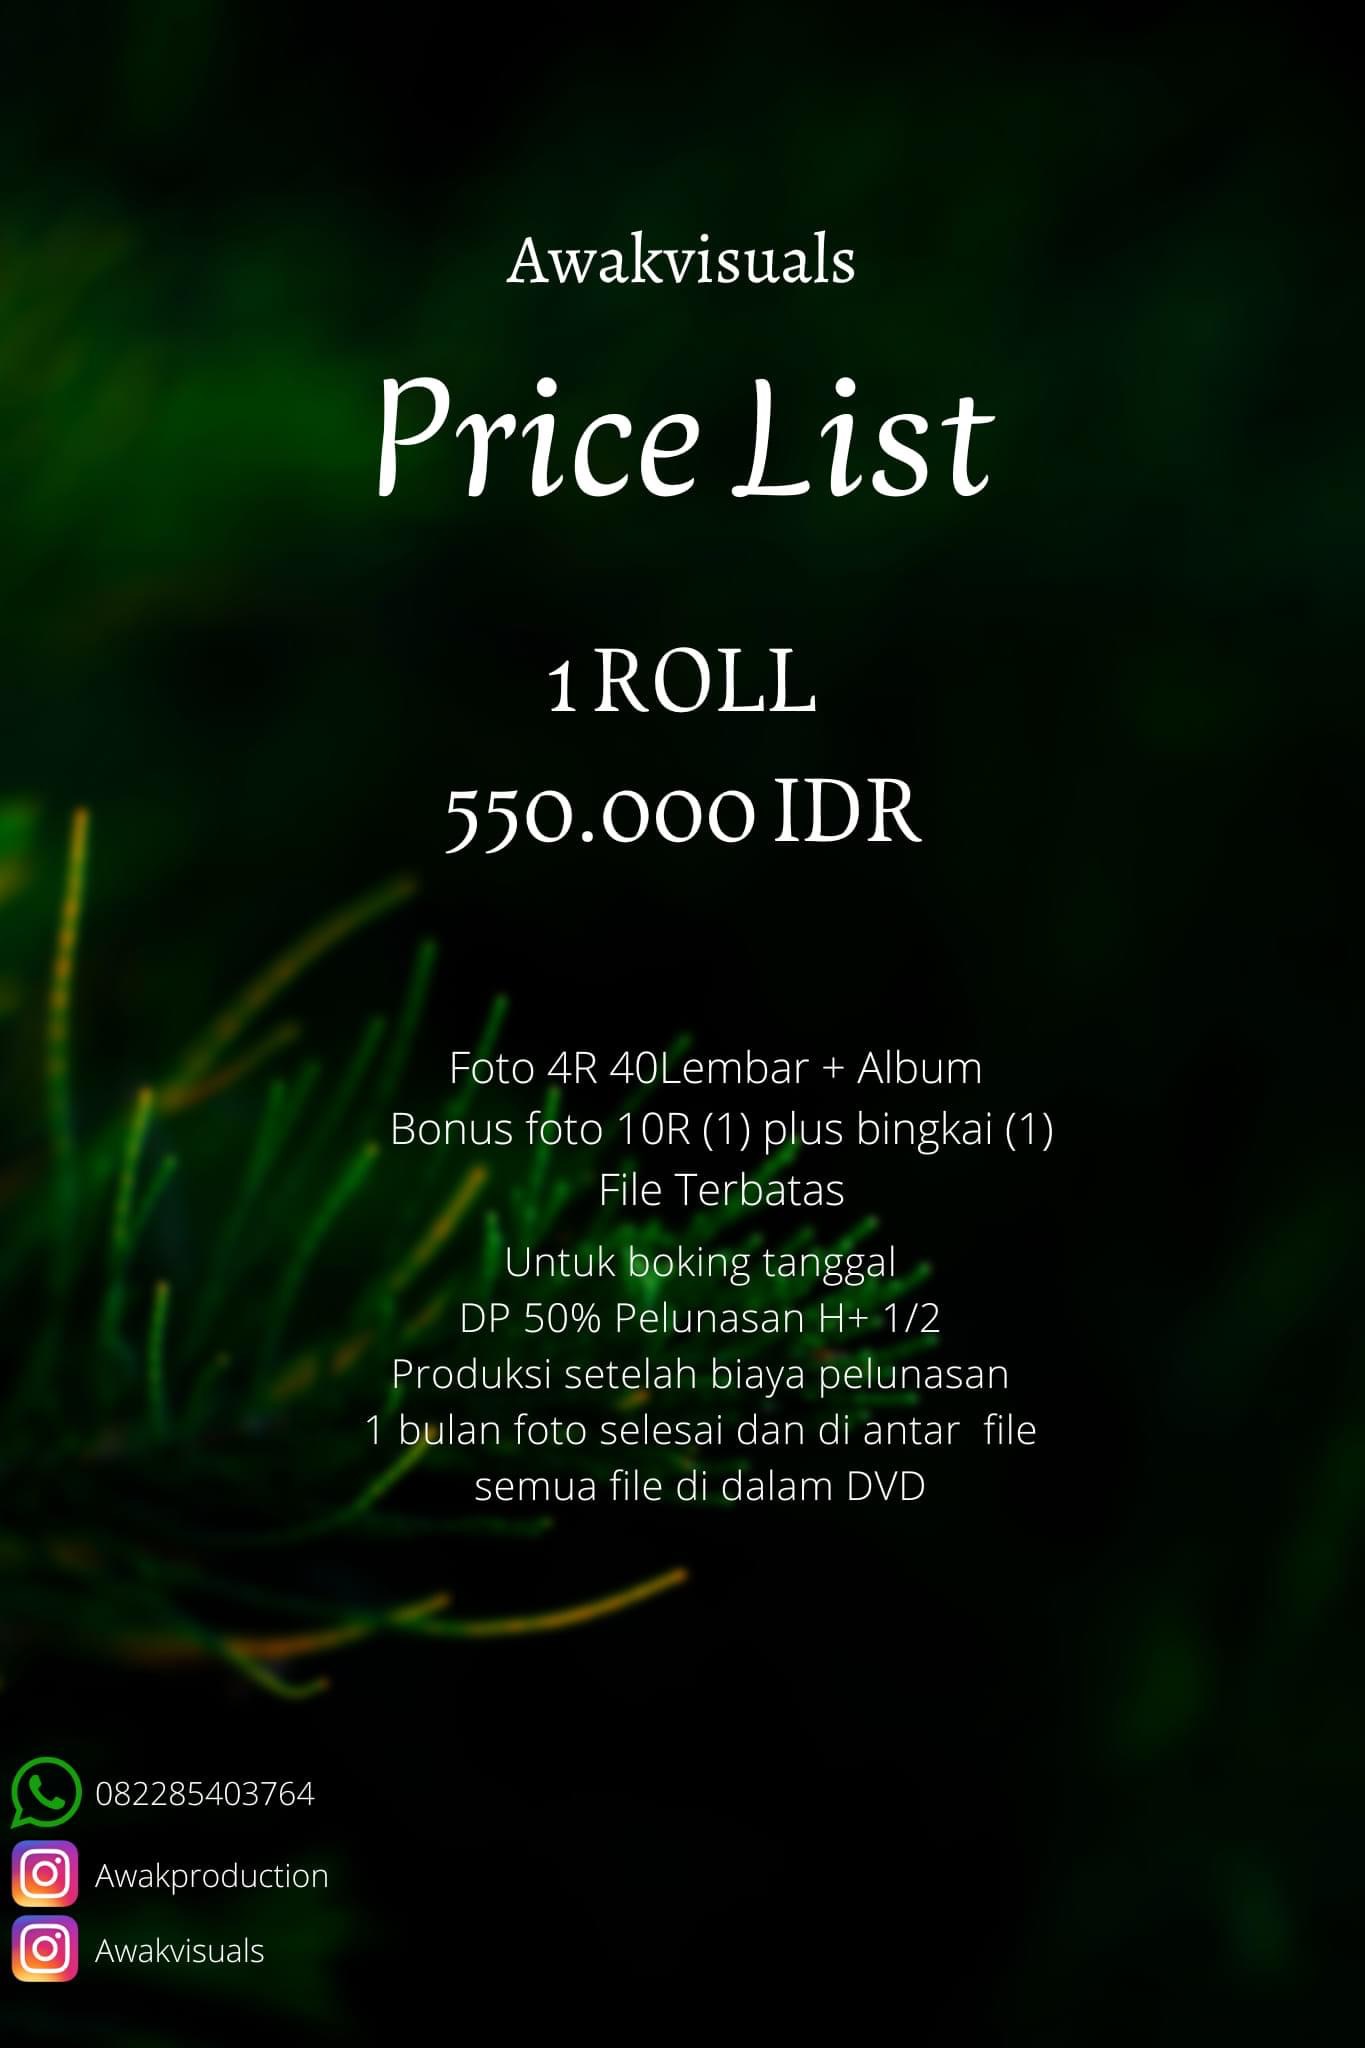 Awakvisuals
Price List
1 ROLL
550.000 IDR
Foto 4R 40Lembar + Album
Bonus foto 10R (1) plus bingkai (1)
File Terbatas
Untuk boking tanggal
DP 50% Pelunasan H+ 1/2
Produksi setelah biaya pelunasan
1 bulan foto selesai dan di antar  file
semua file di dalam DVD
082285403764
Awakproduction
Awakvisuals